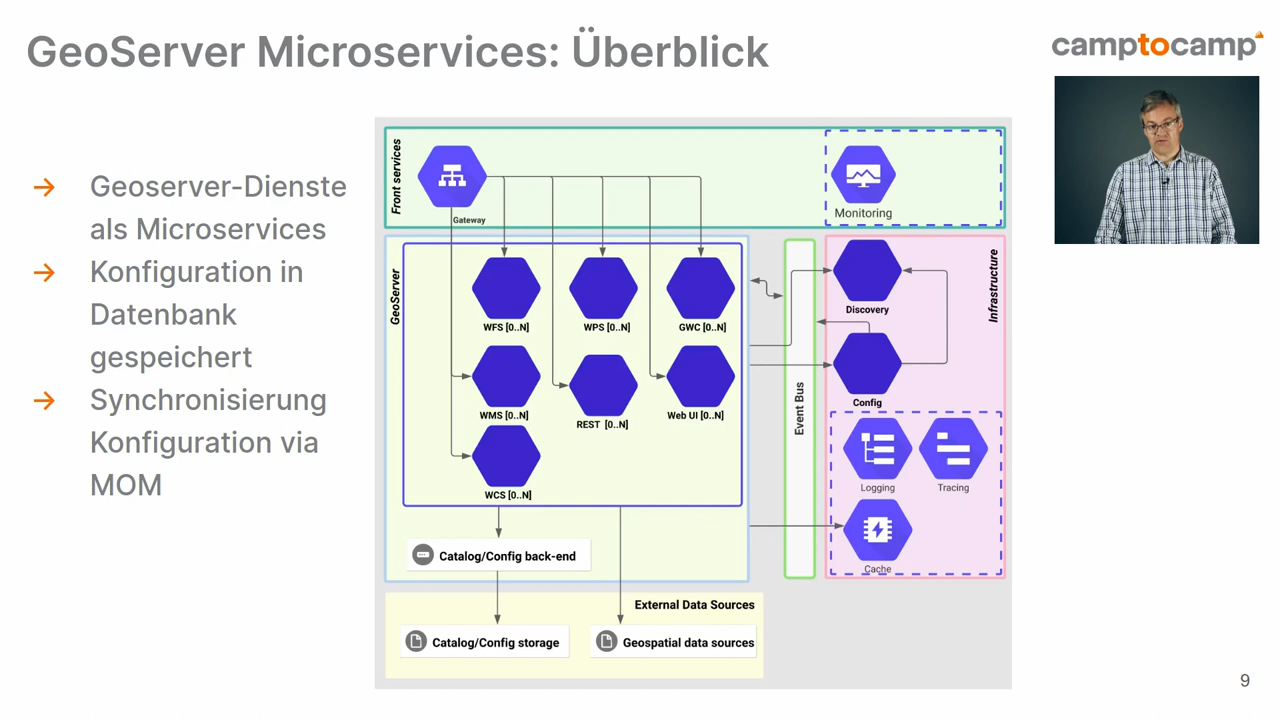 GeoServer Microservices: Überblick
camptocamp
→ Geoserver-Dienste
als Microservices
→ Konfiguration in
Datenbank
gespeichert
→ Synchronisierung
Konfiguration via
MOM
Front services
Gateway
Monitoring
GeoServer
WFS [0..N]
WPS [0..N]
GWC [0..N]
WMS [0..N]
REST [0..N]
Web UI [0..N]
WCS [0..N]
Catalog/Config back-end
Event Bus
Infrastructure
Discovery
Config
Logging
Tracing
Cache
External Data Sources
Catalog/Config storage
Geospatial data sources
9